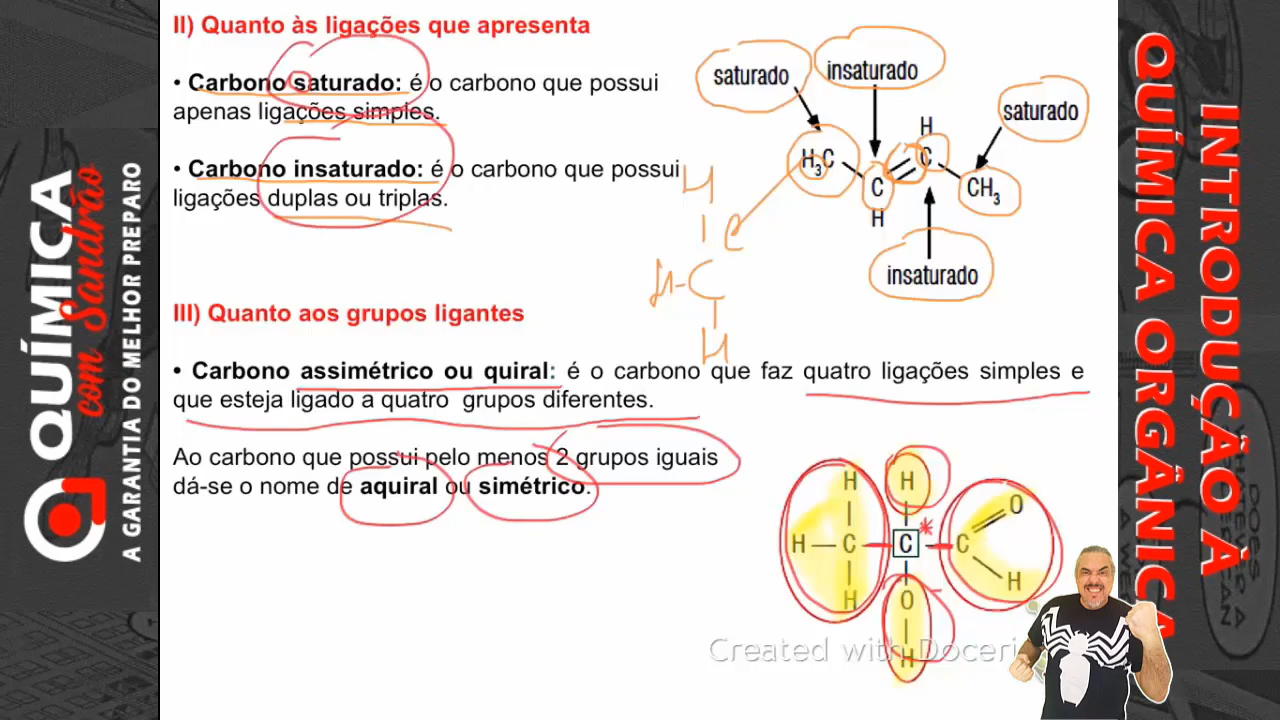 II) Quanto às ligações que apresenta
• Carbono saturado: é o carbono que possui
apenas ligações simples.
• Carbono insaturado: é o carbono que possui
ligações duplas ou triplas.
saturado
insaturado
saturado
H
H₃C
C
C
CH₃
H
insaturado
H
C
H-C
H
III) Quanto aos grupos ligantes
• Carbono assimétrico ou quiral: é o carbono que faz quatro ligações simples e
que esteja ligado a quatro grupos diferentes.
Ao carbono que possui pelo menos 2 grupos iguais
dá-se o nome de aquiral ou simétrico.
H H O
H — C — C * — C
H O H
H
Created with Doceri
QUÍMICA
com Sandrão
A GARANTIA DO MELHOR PREPARO
INTRODUÇÃO À
QUÍMICA ORGÂNICA